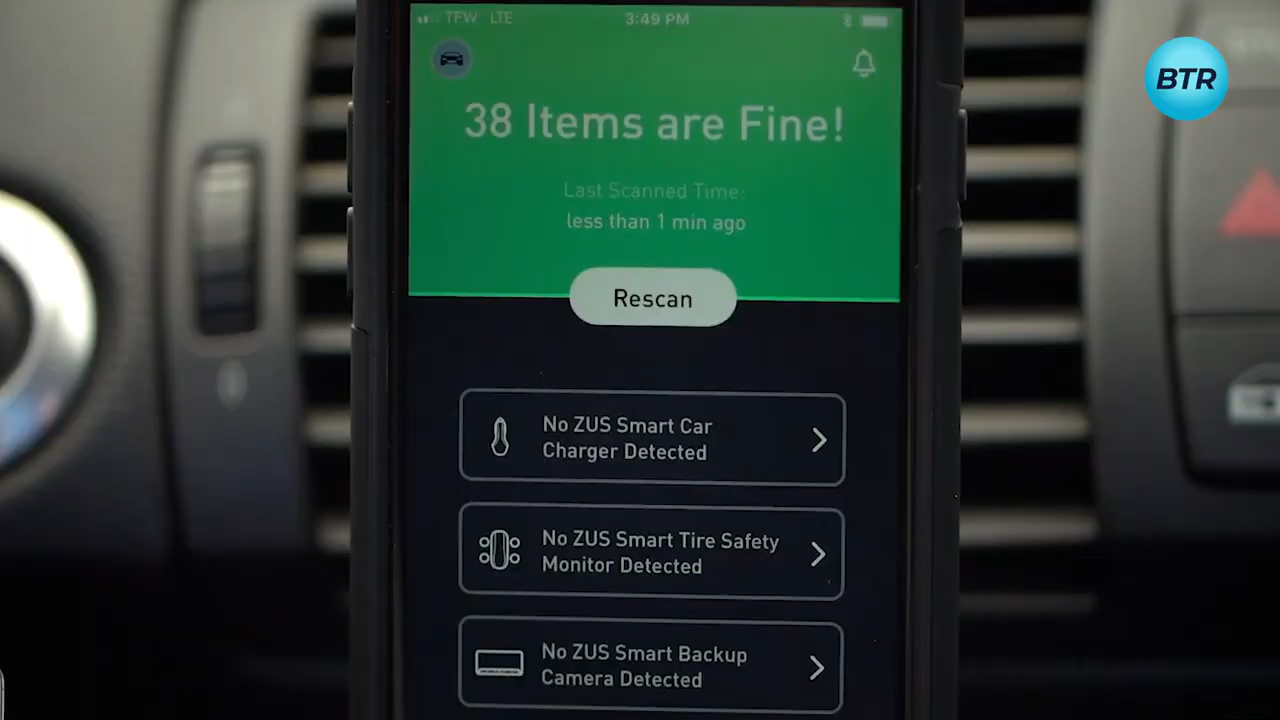 TFW LTE 3:49 PM
BTR
38 Items are Fine!
Last Scanned Time:
less than 1 min ago
Rescan
No ZUS Smart Car
Charger Detected
No ZUS Smart Tire Safety
Monitor Detected
No ZUS Smart Backup
Camera Detected